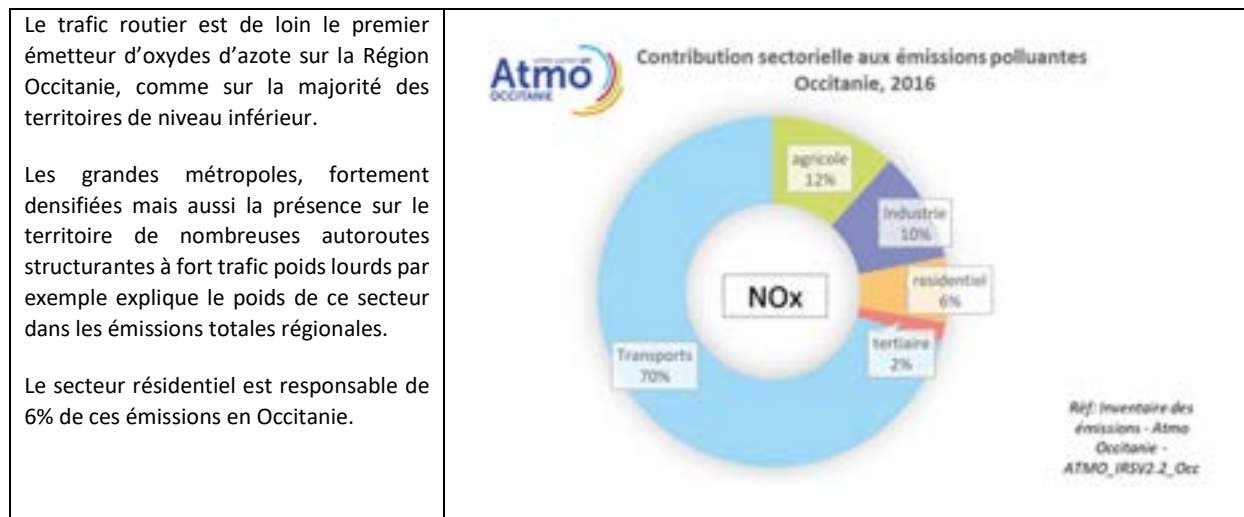 Le trafic routier est de loin le premier
émetteur d’oxydes d’azote sur la Région
Occitanie, comme sur la majorité des
territoires de niveau inférieur.
Les grandes métropoles, fortement
densifiées mais aussi la présence sur le
territoire de nombreuses autoroutes
structurantes à fort trafic poids lourds par
exemple explique le poids de ce secteur
dans les émissions totales régionales.
Le secteur résidentiel est responsable de
6% de ces émissions en Occitanie.
Atmo
OCCITANIE
Contribution sectorielle aux émissions polluantes
Occitanie, 2016
agricole
12%
Industrie
10%
residentiel
6%
tertiaire
2%
Transports
70%
NOx
Réf: Inventaire des
émissions - Atmo
Occitanie -
ATMO_IRSV2.2_Occ